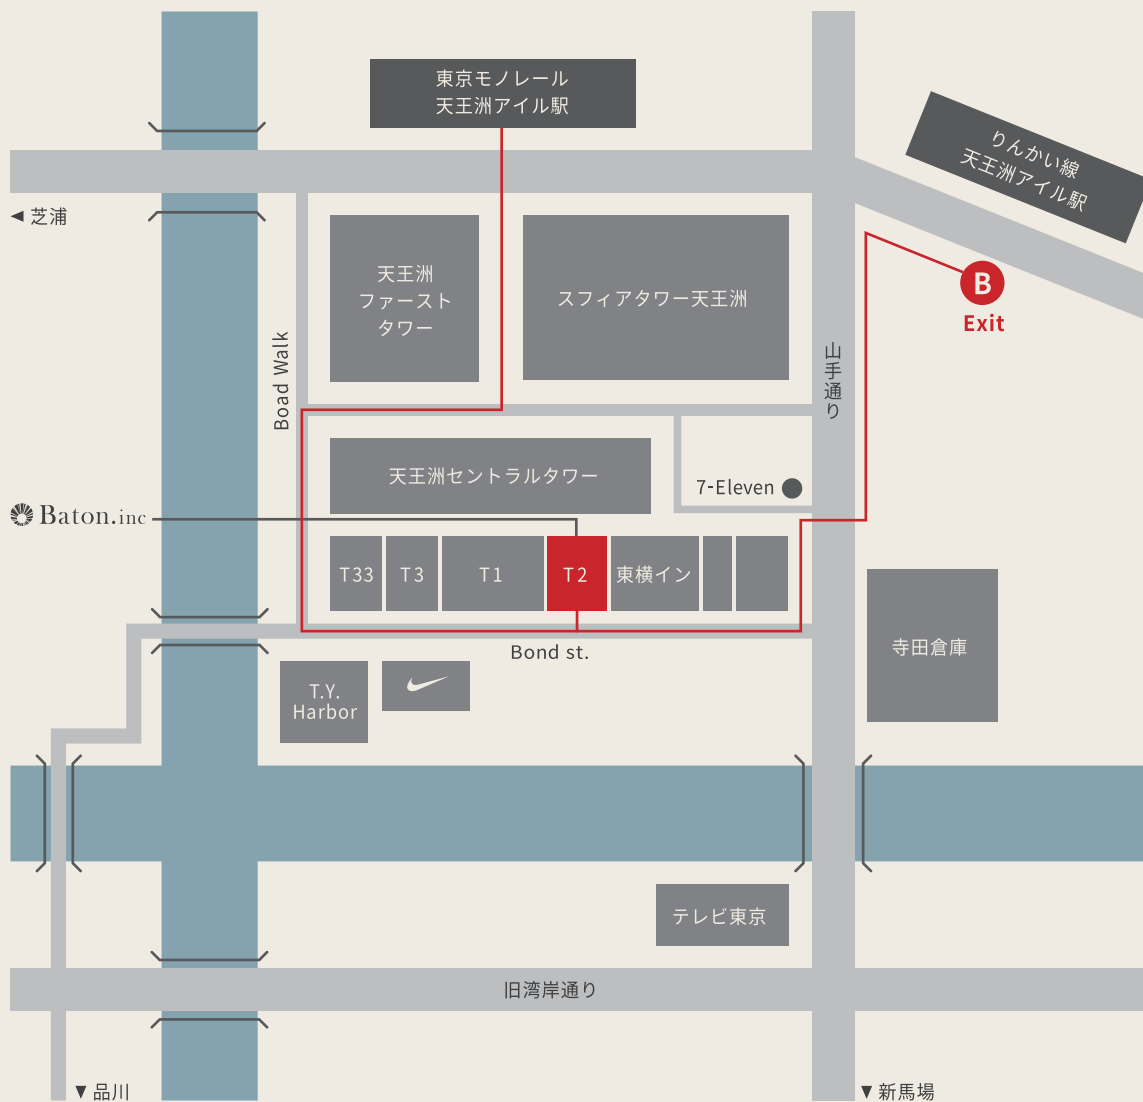 東京モノレール
天王洲アイル駅
りんかい線
天王洲アイル駅
◀ 芝浦
天王洲
ファースト
タワー
スフィアタワー天王洲
B
Exit
Boad Walk
山手通り
天王洲セントラルタワー
7-Eleven
Baton.inc
T33
T3
T1
T2
東横イン
Bond st.
寺田倉庫
T.Y.
Harbor
テレビ東京
旧湾岸通り
▼ 品川
▼ 新馬場